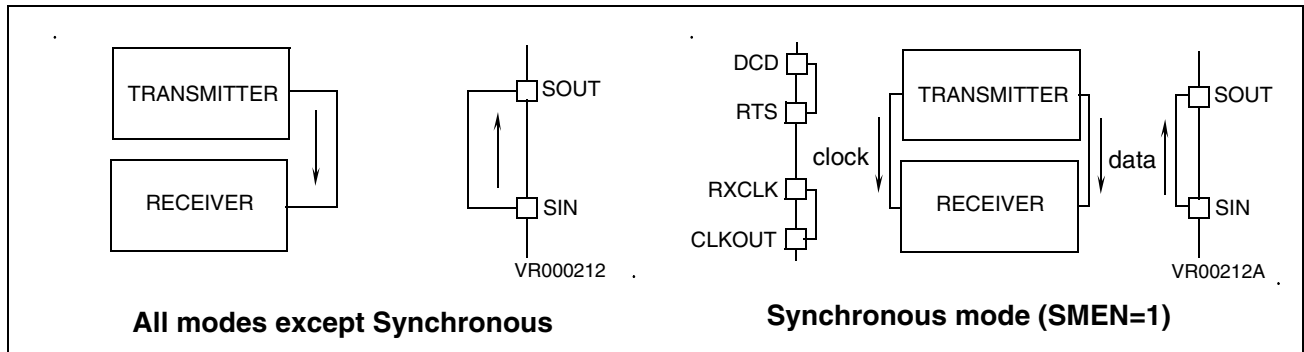 TRANSMITTER
RECEIVER
SOUT
SIN
VR000212
All modes except Synchronous
DCD
RTS
RXCLK
CLKOUT
clock
TRANSMITTER
RECEIVER
data
SOUT
SIN
VR00212A
Synchronous mode (SMEN=1)